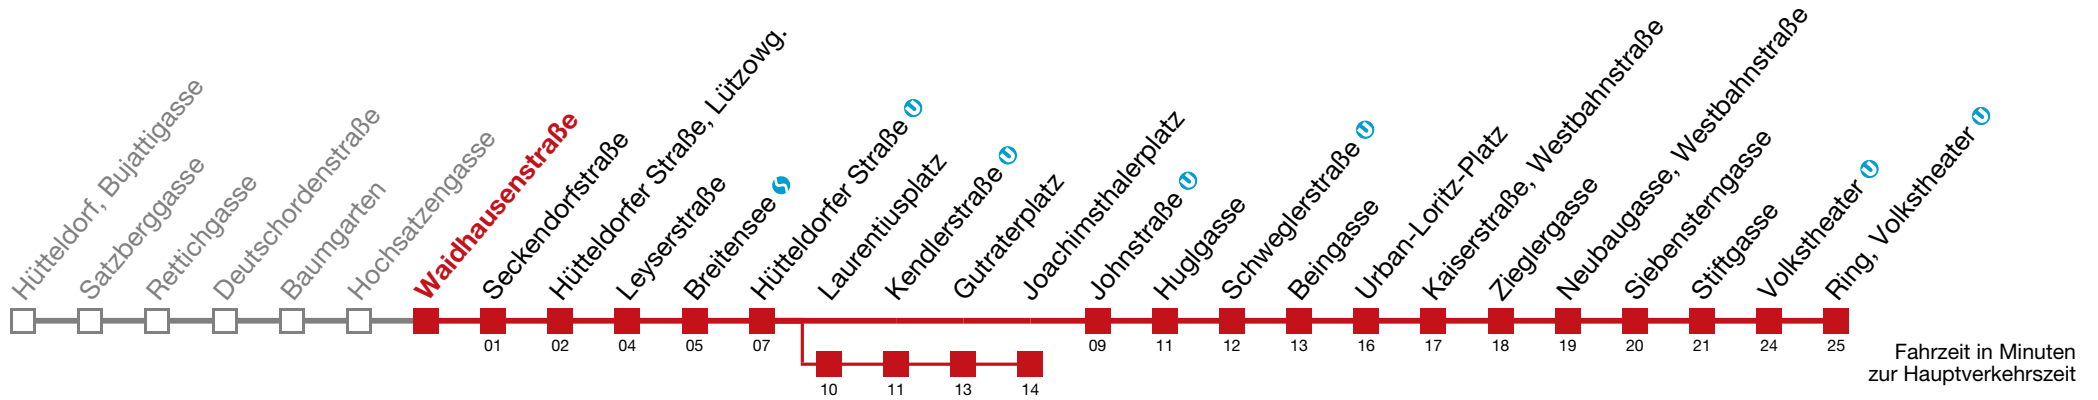 Hütteldorf, Bujattigasse
Satzberggasse
Rettichgasse
Deutschordenstraße
Baumgarten
Hochsatzengasse
Waidhausenstraße
Seckendorfstraße
Hütteldorfer Straße, Lützowg.
Leyserstraße
Breitensee
Hütteldorfer Straße U
Laurentiusplatz
Kendlerstraße U
Gutraterplatz
Joachimsthalerplatz
Johnstraße U
Huglgasse
Schweglerstraße U
Beingasse
Urban-Loritz-Platz
Kaiserstraße, Westbahnstraße
Zieglergasse
Neubaugasse, Westbahnstraße
Siebensterngasse
Stiftgasse
Volkstheater U
Ring, Volkstheater U
01 02 04 05 07 09 11 12 13 16 17 18 19 20 21 24 25
10 11 13 14
Fahrzeit in Minuten
zur Hauptverkehrszeit